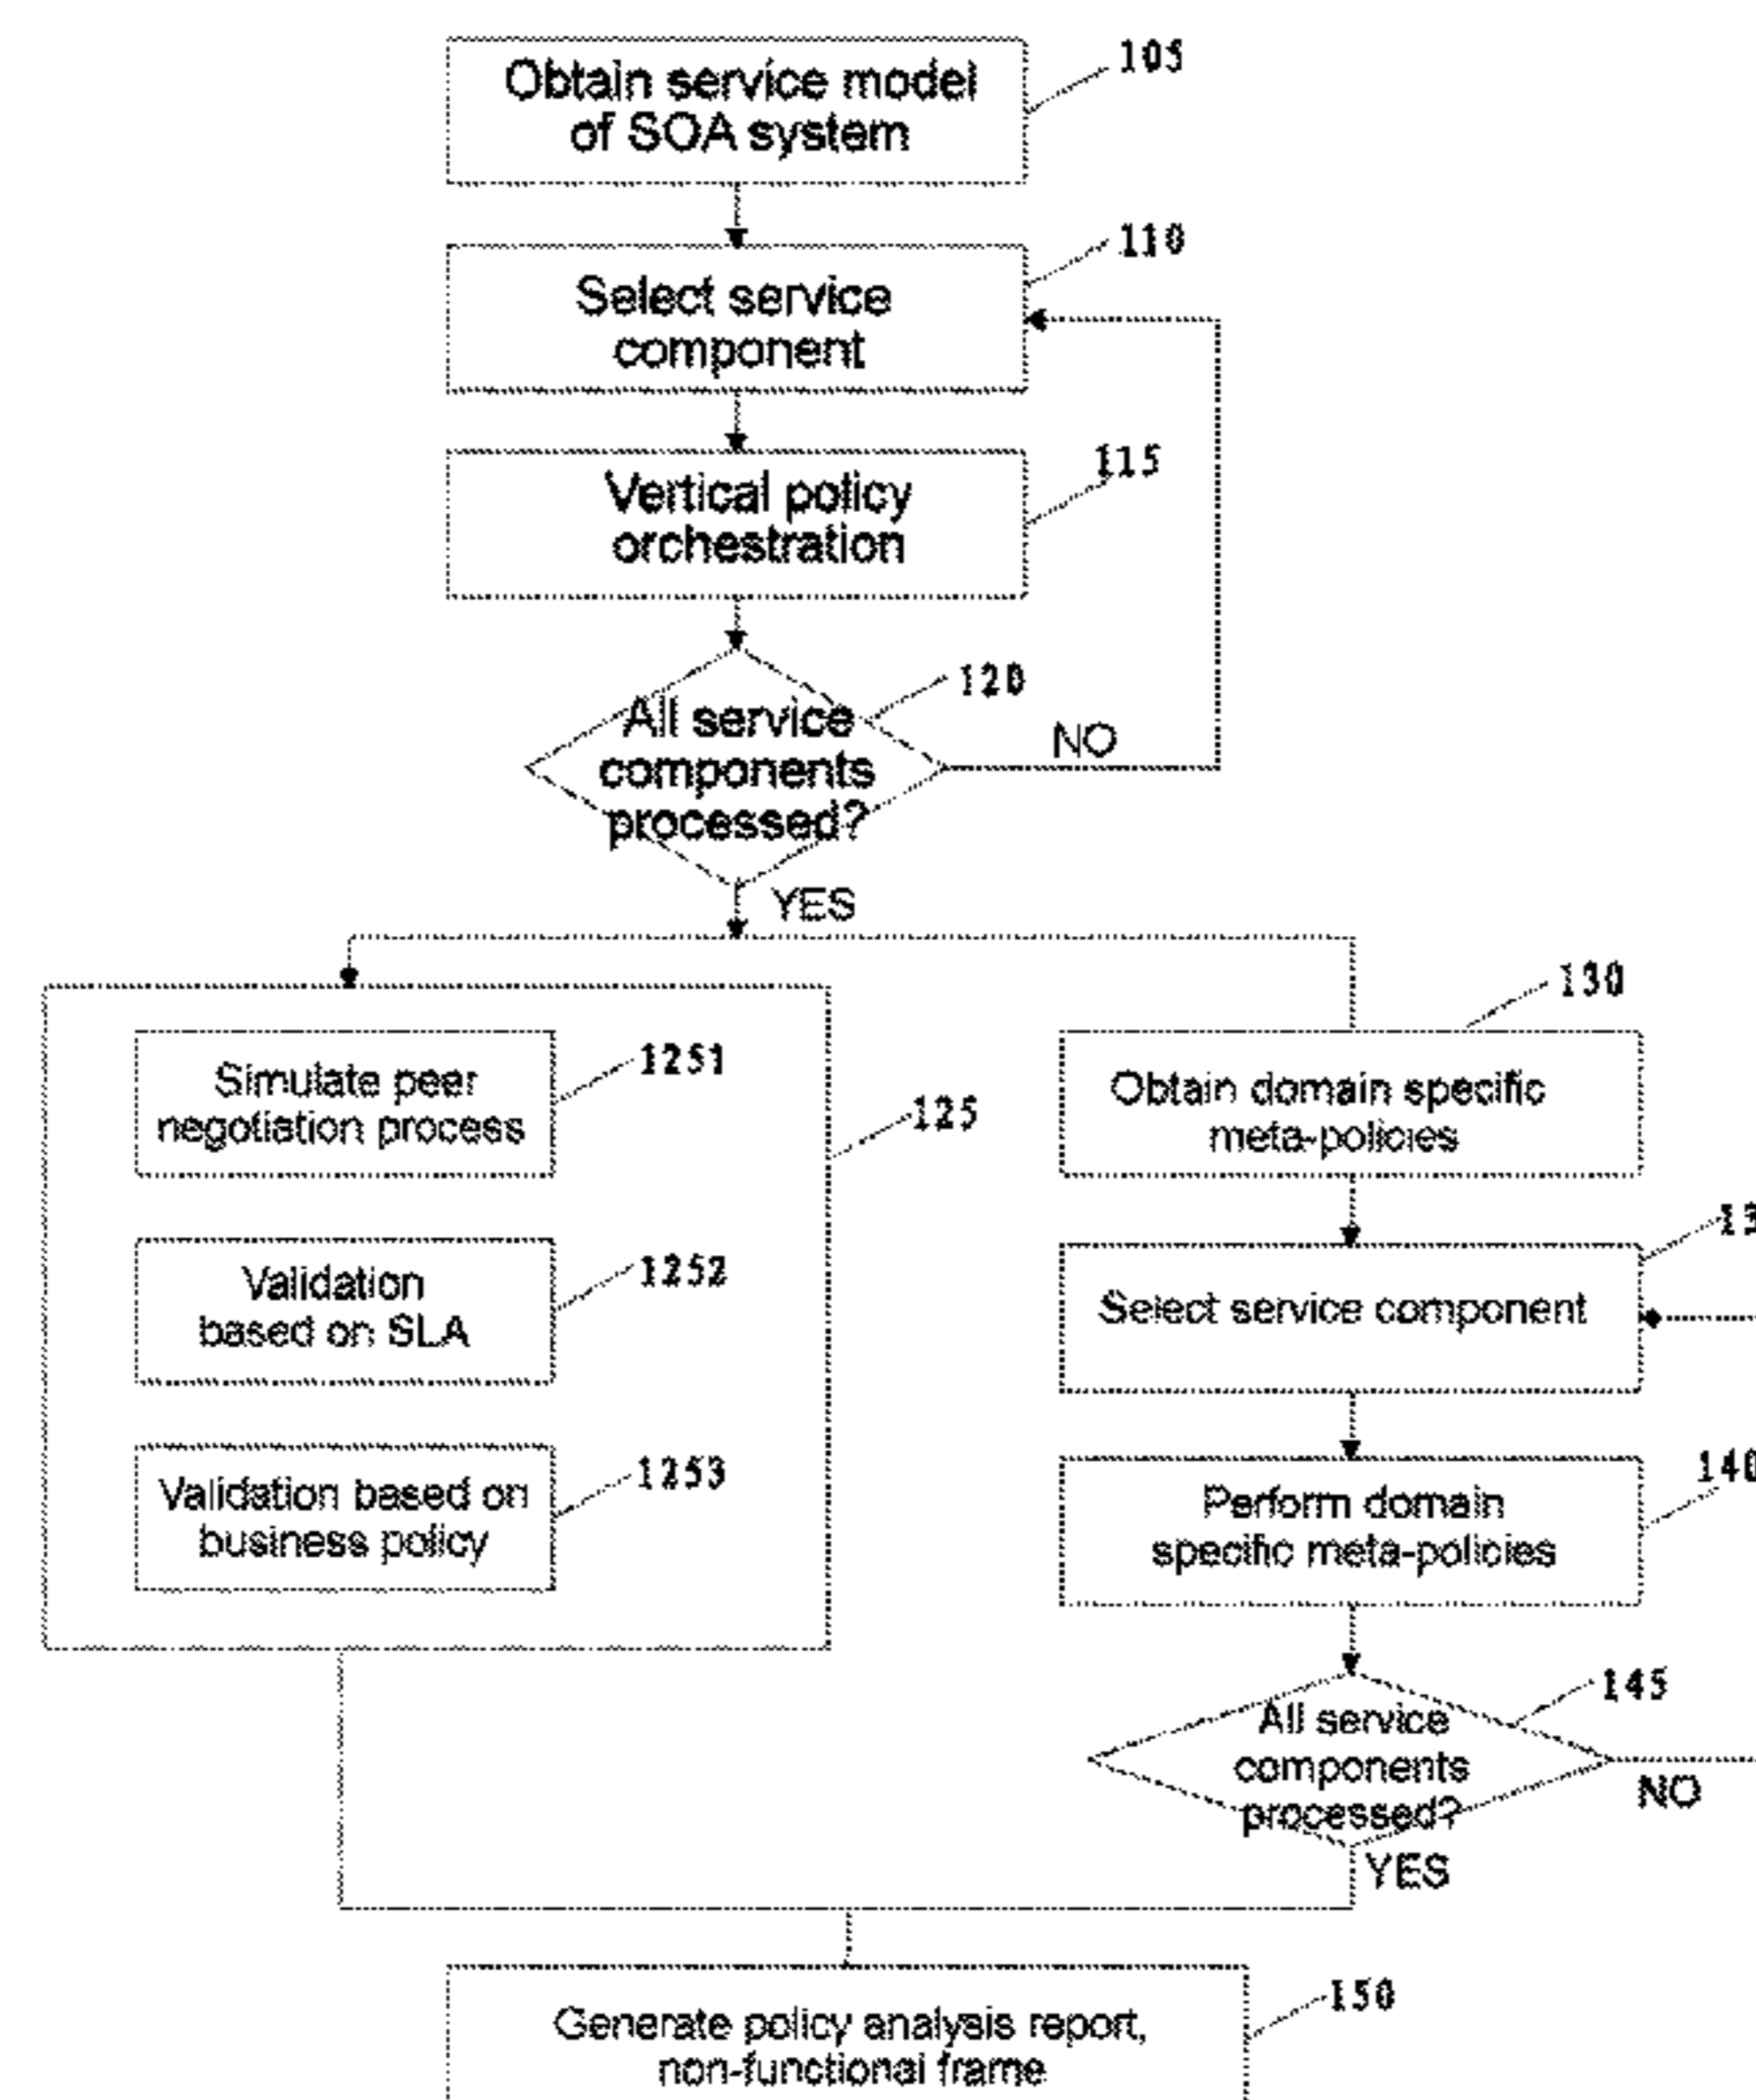 Obtain service model
of SOA system
105
Select service
component
110
Vertical policy
orchestration
115
All service
components
processed?
120
NO
YES
Simulate peer
negotiation process
1251
Validation
based on SLA
1252
Validation based on
business policy
1253
125
130
Obtain domain specific
meta-policies
13
Select service component
140
Perform domain
specific meta-policies
145
All service
components
processed?
NO
YES
150
Generate policy analysis report,
non-functional frame